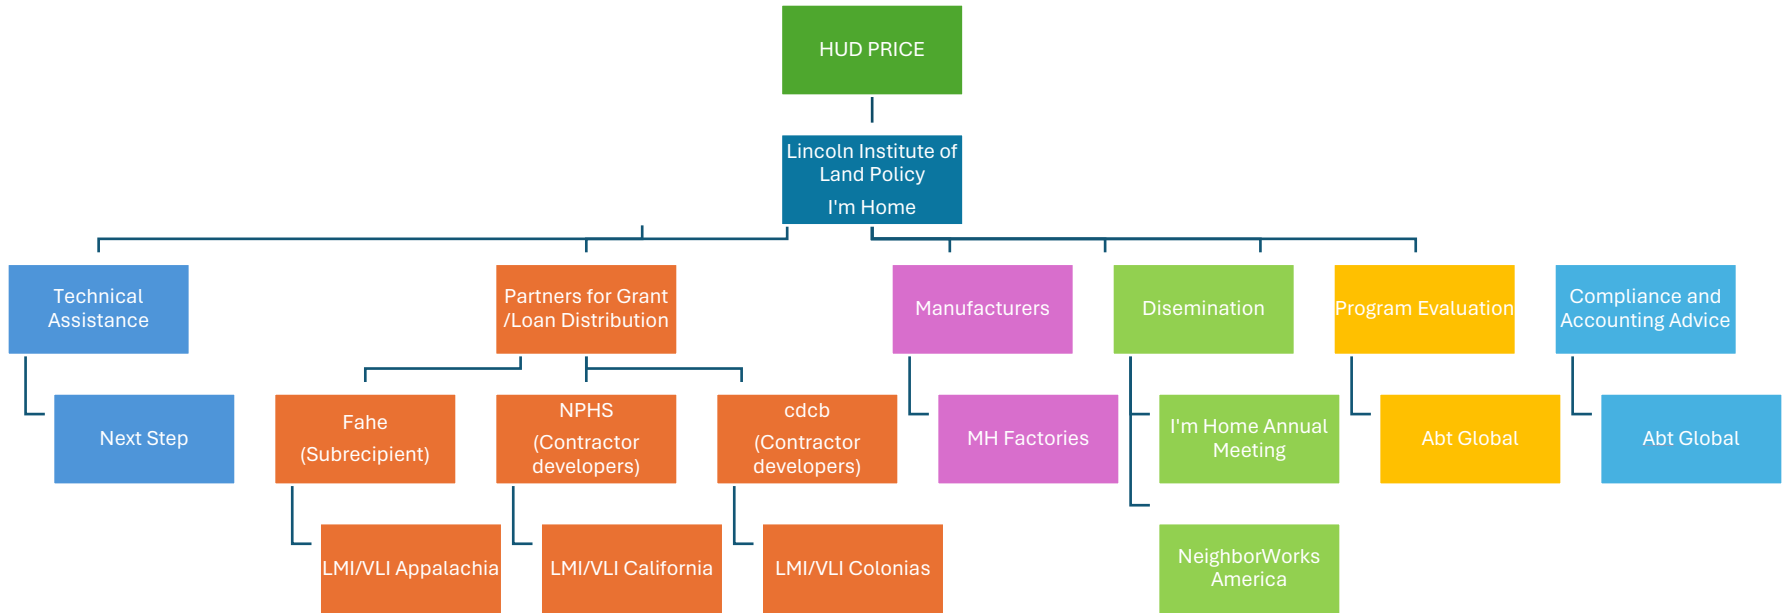 HUD PRICE
Lincoln Institute of
Land Policy
I'm Home
Technical
Assistance
Partners for Grant
/Loan Distribution
Manufacturers
Disemination
Program Evaluation
Compliance and
Accounting Advice
Next Step
Fahe
(Subrecipient)
NPHS
(Contractor
developers)
cdcb
(Contractor
developers)
MH Factories
I'm Home Annual
Meeting
Abt Global
Abt Global
LMI/VLI Appalachia
LMI/VLI California
LMI/VLI Colonias
NeighborWorks
America